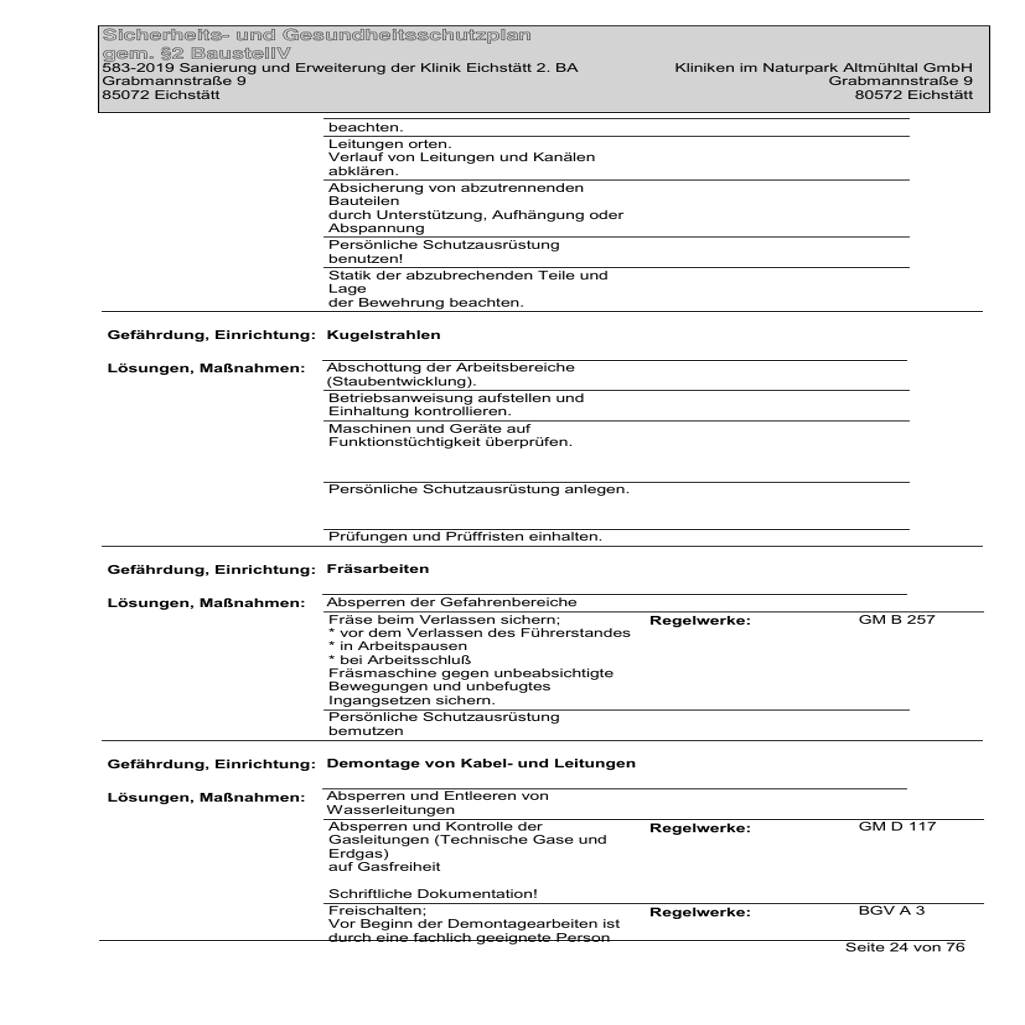 Sicherheits- und Gesundheitsschutzplan
gem. §2 BaustellV
583-2019 Sanierung und Erweiterung der Klinik Eichstätt 2. BA Kliniken im Naturpark Altmühltal GmbH
Grabmannstraße 9 Grabmannstraße 9
85072 Eichstätt 80572 Eichstätt
beachten.
Leitungen orten.
Verlauf von Leitungen und Kanälen
abklären.
Absicherung von abzutrennenden
Bauteilen
durch Unterstützung, Aufhängung oder
Abspannung
Persönliche Schutzausrüstung
benutzen!
Statik der abzubrechenden Teile und
Lage
der Bewehrung beachten.
Gefährdung, Einrichtung: Kugelstrahlen
Lösungen, Maßnahmen: Abschottung der Arbeitsbereiche
(Staubentwicklung).
Betriebsanweisung aufstellen und
Einhaltung kontrollieren.
Maschinen und Geräte auf
Funktionstüchtigkeit überprüfen.
Persönliche Schutzausrüstung anlegen.
Prüfungen und Prüffristen einhalten.
Gefährdung, Einrichtung: Fräsarbeiten
Lösungen, Maßnahmen: Absperren der Gefahrenbereiche
Fräse beim Verlassen sichern; Regelwerke: GM B 257
* vor dem Verlassen des Führerstandes
* in Arbeitspausen
* bei Arbeitsschluß
Fräsmaschine gegen unbeabsichtigte
Bewegungen und unbefugtes
Ingangsetzen sichern.
Persönliche Schutzausrüstung
bemutzen
Gefährdung, Einrichtung: Demontage von Kabel- und Leitungen
Lösungen, Maßnahmen: Absperren und Entleeren von
Wasserleitungen
Absperren und Kontrolle der Regelwerke: GM D 117
Gasleitungen (Technische Gase und
Erdgas)
auf Gasfreiheit
Schriftliche Dokumentation!
Freischalten; Regelwerke: BGV A 3
Vor Beginn der Demontagearbeiten ist
durch eine fachlich geeignete Person
Seite 24 von 76